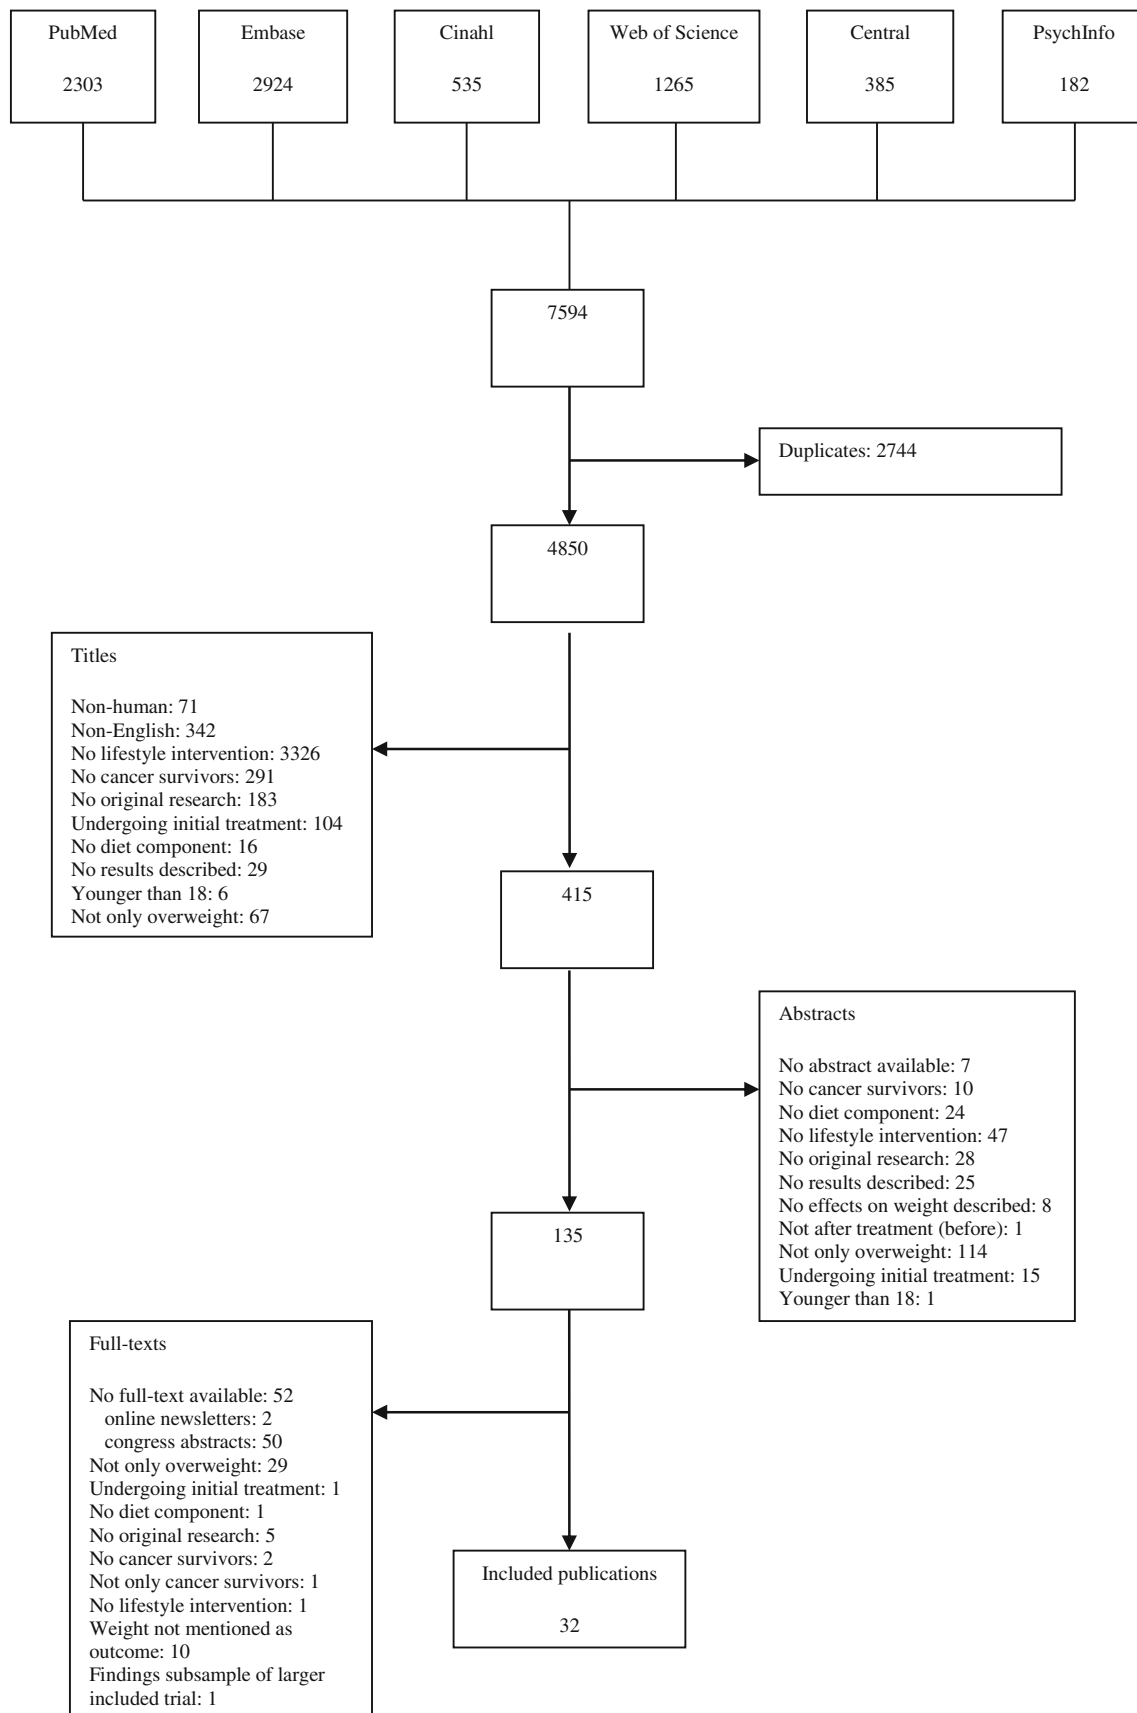 PubMed
2303
Embase
2924
Cinahl
535
Web of Science
1265
Central
385
PsychInfo
182
7594
Duplicates: 2744
4850
Titles
Non-human: 71
Non-English: 342
No lifestyle intervention: 3326
No cancer survivors: 291
No original research: 183
Undergoing initial treatment: 104
No diet component: 16
No results described: 29
Younger than 18: 6
Not only overweight: 67
415
Abstracts
No abstract available: 7
No cancer survivors: 10
No diet component: 24
No lifestyle intervention: 47
No original research: 28
No results described: 25
No effects on weight described: 8
Not after treatment (before): 1
Not only overweight: 114
Undergoing initial treatment: 15
Younger than 18: 1
135
Full-texts
No full-text available: 52
online newsletters: 2
congress abstracts: 50
Not only overweight: 29
Undergoing initial treatment: 1
No diet component: 1
No original research: 5
No cancer survivors: 2
Not only cancer survivors: 1
No lifestyle intervention: 1
Weight not mentioned as
outcome: 10
Findings subsample of larger
included trial: 1
Included publications
32